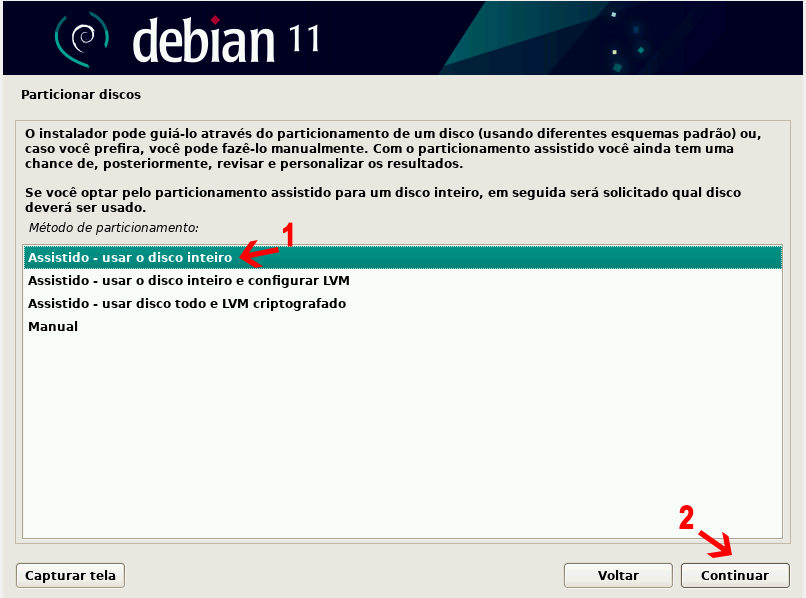 debian 11
Particionar discos
O instalador pode guiá-lo através do particionamento de um disco (usando diferentes esquemas padrão) ou,
caso você prefira, você pode fazê-lo manualmente. Com o particionamento assistido você ainda tem uma
chance de, posteriormente, revisar e personalizar os resultados.
Se você optar pelo particionamento assistido para um disco inteiro, em seguida será solicitado qual disco
deverá ser usado.
Método de particionamento:
1
Assistido - usar o disco inteiro
Assistido - usar o disco inteiro e configurar LVM
Assistido - usar disco todo e LVM criptografado
Manual
2
Capturar tela
Voltar
Continuar